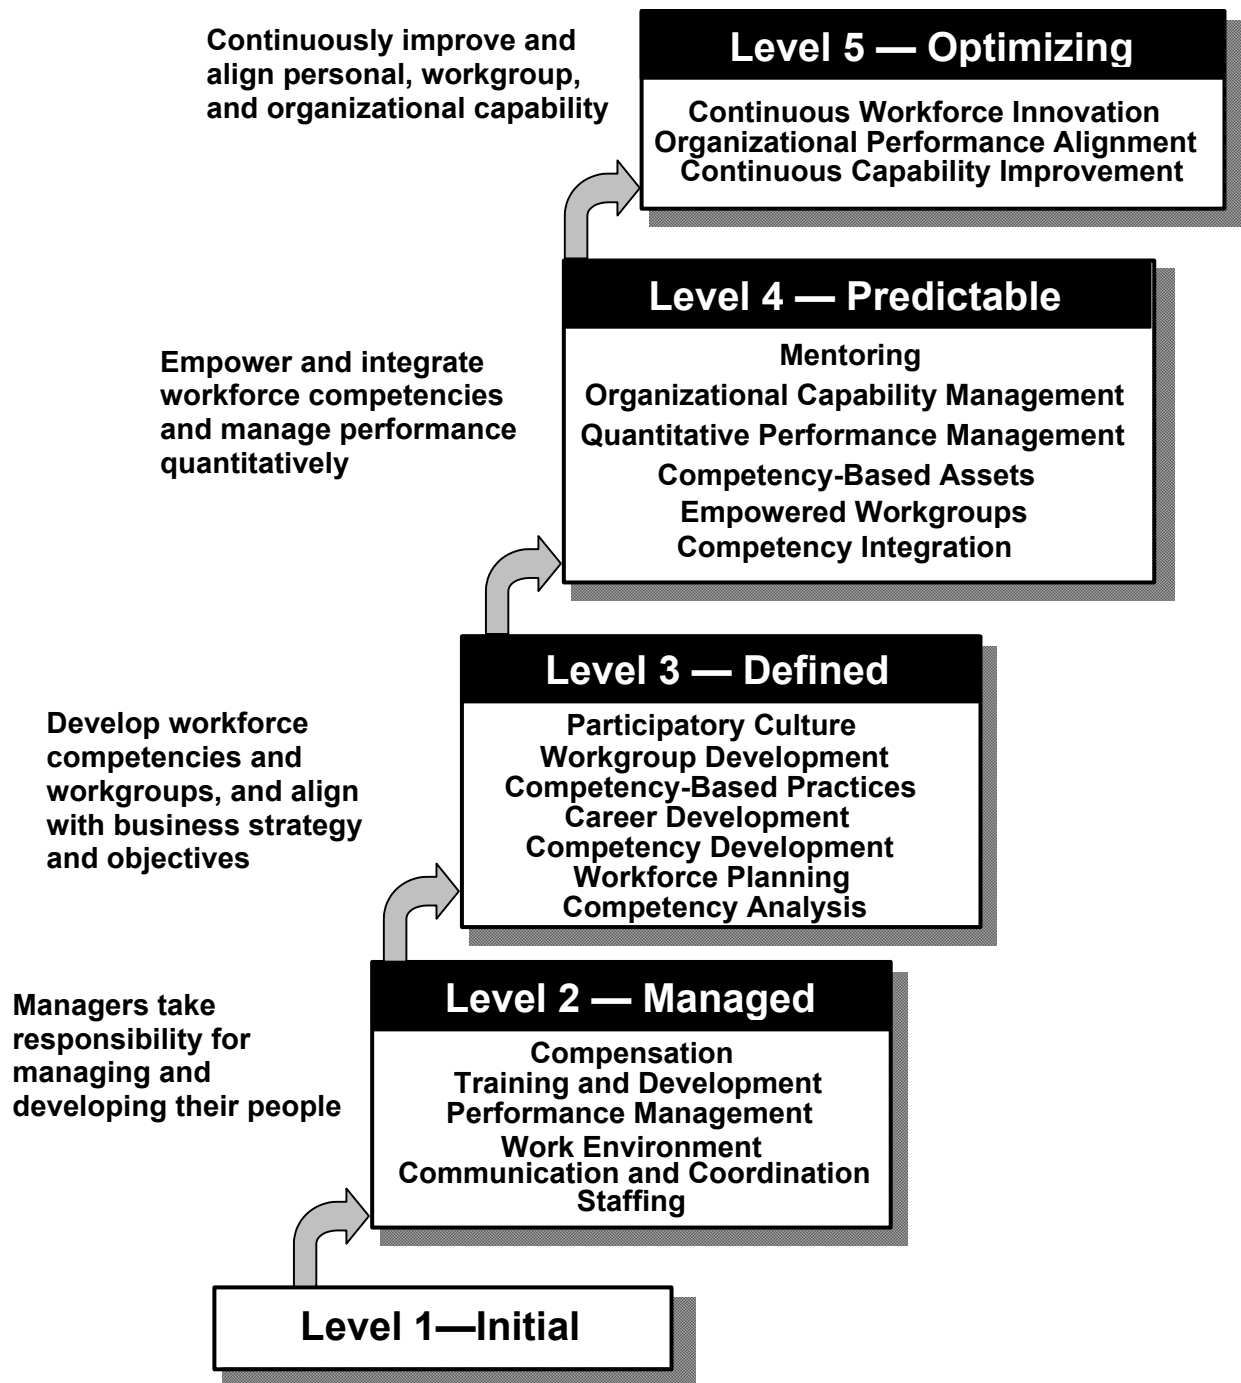 Continuously improve and
align personal, workgroup,
and organizational capability
Level 5 — Optimizing
Continuous Workforce Innovation
Organizational Performance Alignment
Continuous Capability Improvement
Level 4 — Predictable
Empower and integrate
workforce competencies
and manage performance
quantitatively
Mentoring
Organizational Capability Management
Quantitative Performance Management
Competency-Based Assets
Empowered Workgroups
Competency Integration
Level 3 — Defined
Develop workforce
competencies and
workgroups, and align
with business strategy
and objectives
Participatory Culture
Workgroup Development
Competency-Based Practices
Career Development
Competency Development
Workforce Planning
Competency Analysis
Level 2 — Managed
Managers take
responsibility for
managing and
developing their people
Compensation
Training and Development
Performance Management
Work Environment
Communication and Coordination
Staffing
Level 1—Initial